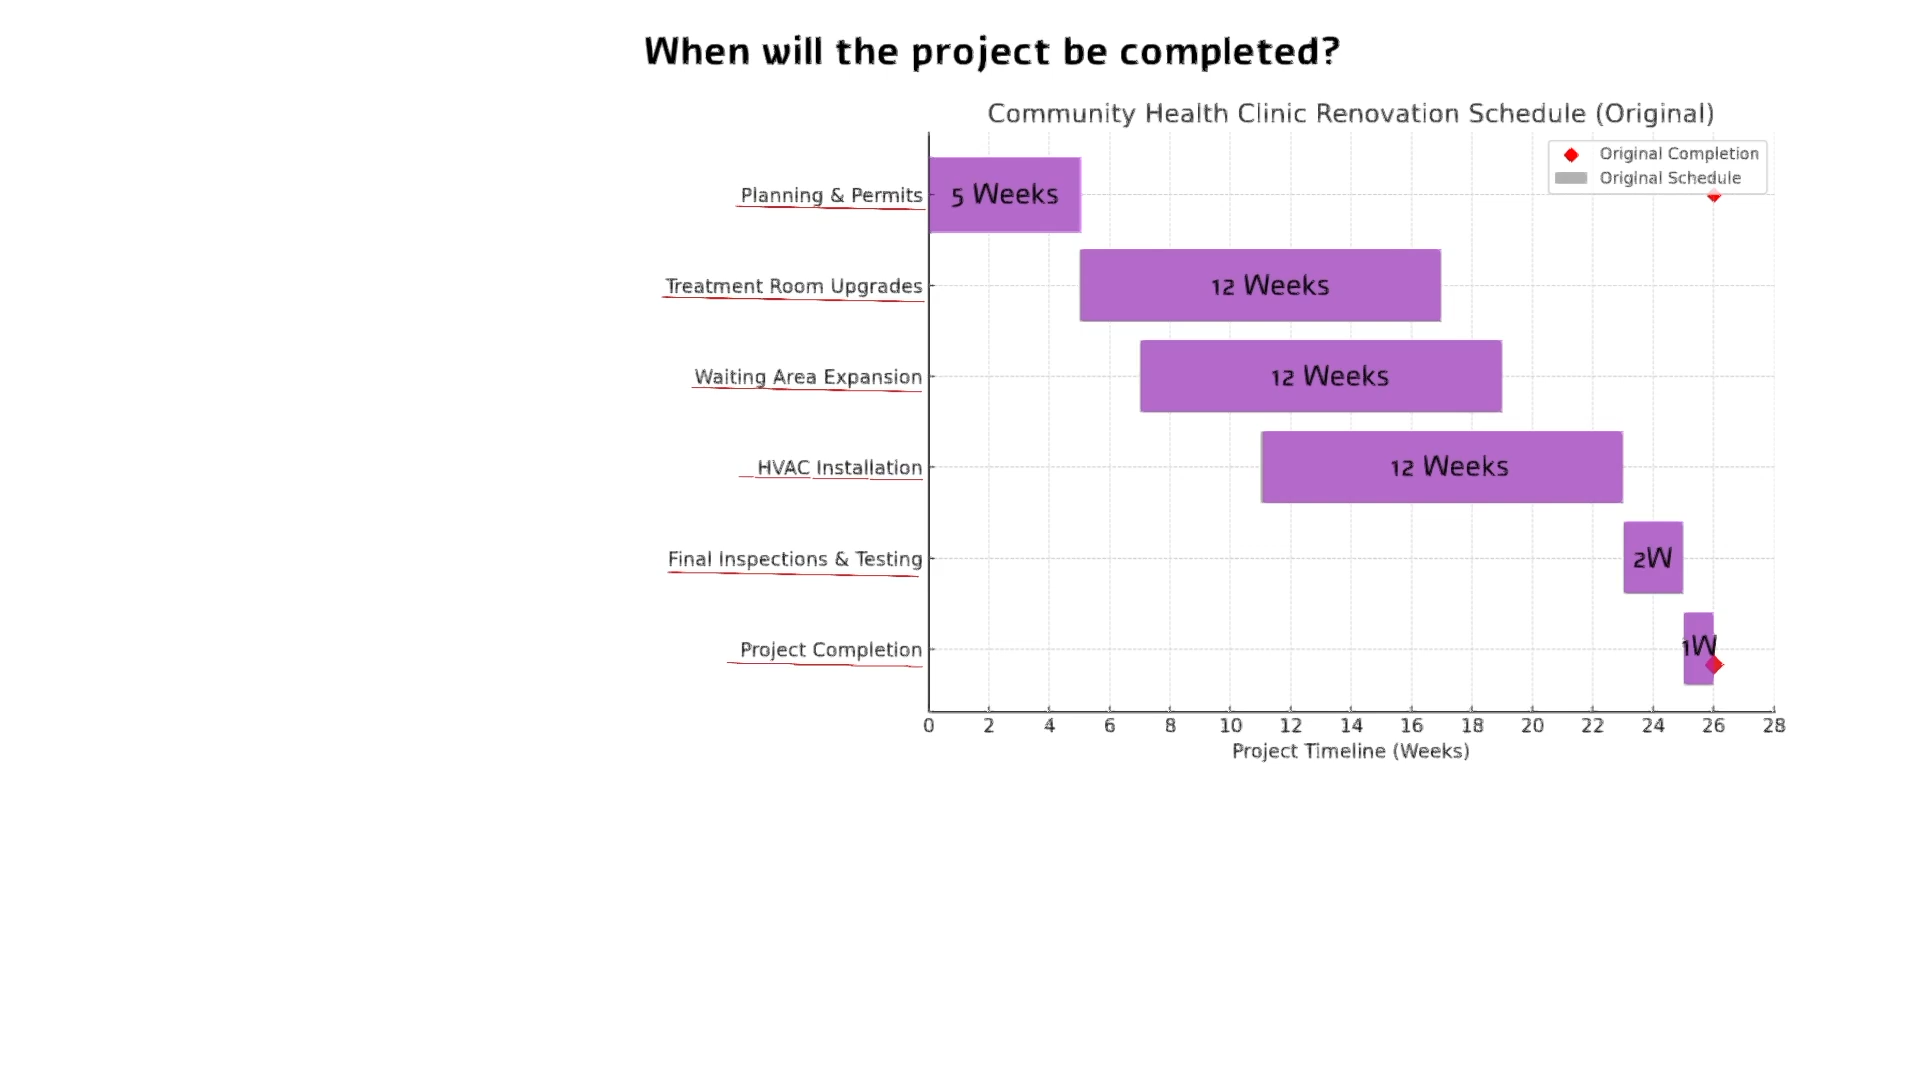 When will the project be completed?
Community Health Clinic Renovation Schedule (Original)
Original Completion
Original Schedule
Planning & Permits
5 Weeks
Treatment Room Upgrades
12 Weeks
Waiting Area Expansion
12 Weeks
HVAC Installation
12 Weeks
Final Inspections & Testing
2W
Project Completion
1W
0 2 4 6 8 10 12 14 16 18 20 22 24 26 28
Project Timeline (Weeks)